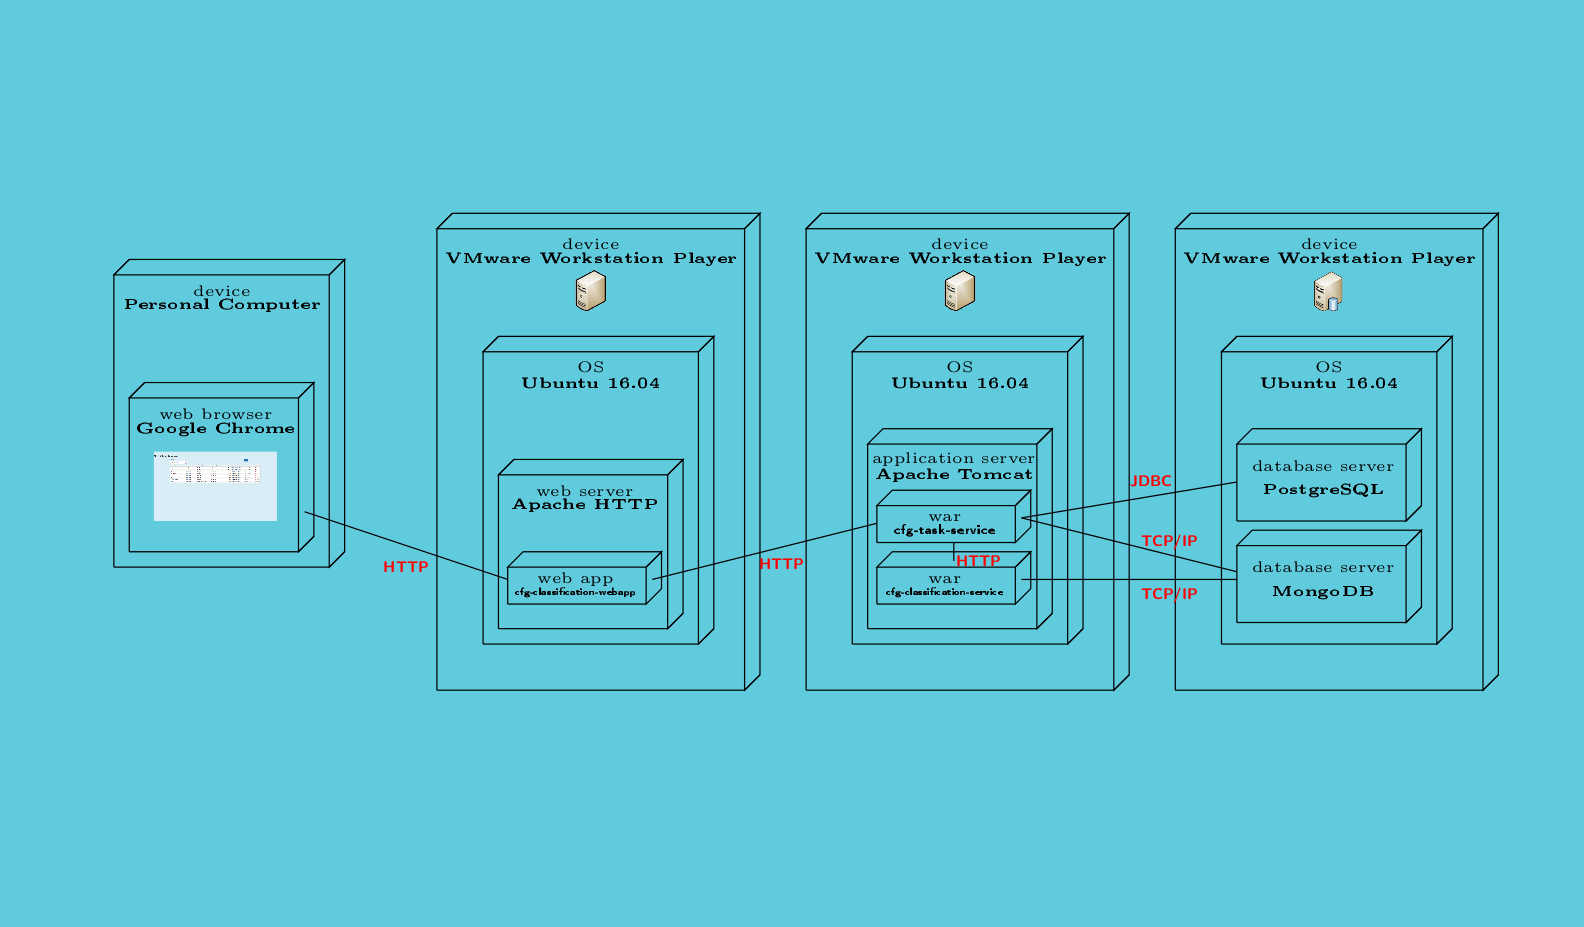 device
Personal Computer
web browser
Google Chrome
HTTP
device
VMware Workstation Player
OS
Ubuntu 16.04
web server
Apache HTTP
web app
cfg-classification-webapp
HTTP
device
VMware Workstation Player
OS
Ubuntu 16.04
application server
Apache Tomcat
war
cfg-task-service
HTTP
war
cfg-classification-service
JDBC
TCP/IP
TCP/IP
device
VMware Workstation Player
OS
Ubuntu 16.04
database server
PostgreSQL
database server
MongoDB